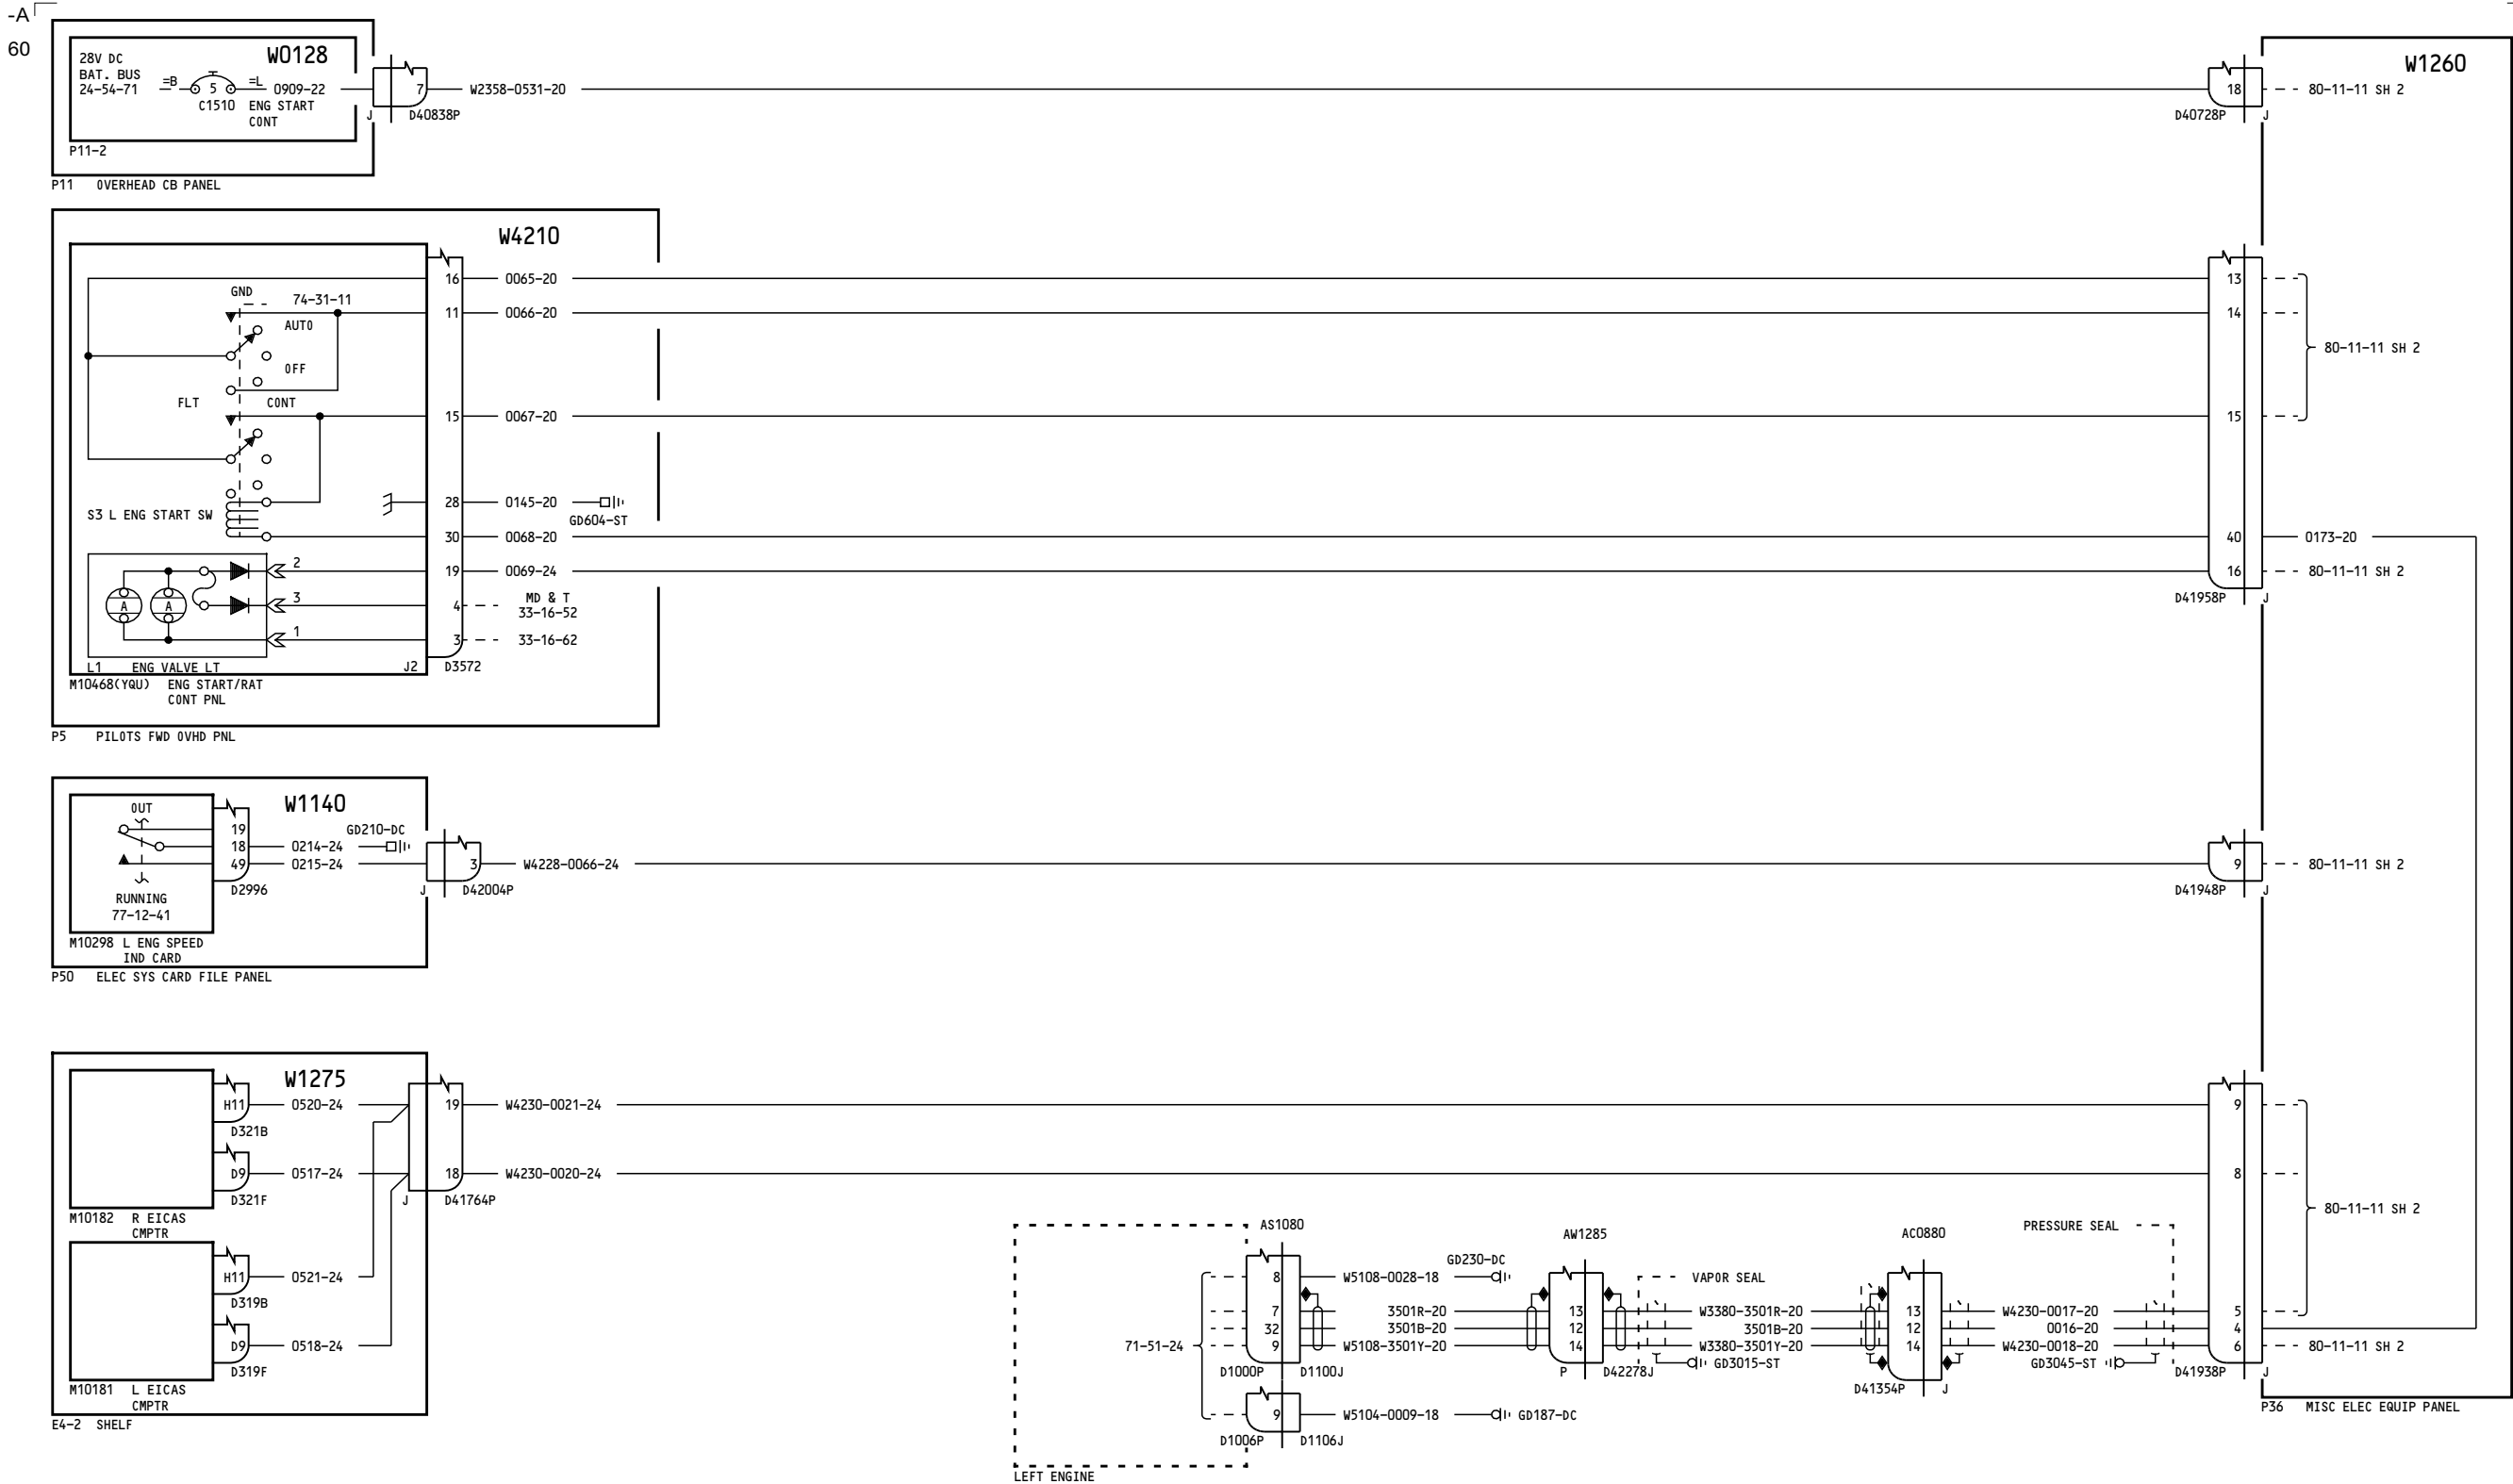 -A
60
28V DC
BAT. BUS
24-54-71
=B
5
=L
0909-22
C1510
ENG START
CONT
W0128
P11-2
P11 OVERHEAD CB PANEL
7
J
D40838P
W2358-0531-20
18
D40728P
J
80-11-11 SH 2
W1260
W4210
GND
74-31-11
AUTO
OFF
FLT
CONT
S3 L ENG START SW
16
0065-20
13
11
0066-20
14
80-11-11 SH 2
15
0067-20
15
28
0145-20
GD604-ST
30
0068-20
40
0173-20
2
19
0069-24
16
80-11-11 SH 2
A
A
3
4
MD & T
33-16-52
D41958P
J
1
3
33-16-62
L1 ENG VALVE LT
J2
D3572
M10468(YQU) ENG START/RAT
CONT PNL
P5 PILOTS FWD OVHD PNL
W1140
OUT
19
GD210-DC
18
0214-24
49
0215-24
D2996
RUNNING
77-12-41
M10298 L ENG SPEED
IND CARD
P50 ELEC SYS CARD FILE PANEL
3
J
D42004P
W4228-0066-24
9
D41948P
J
80-11-11 SH 2
W1275
H11
0520-24
D321B
D9
0517-24
D321F
M10182 R EICAS
CMPTR
H11
0521-24
D319B
D9
0518-24
D319F
M10181 L EICAS
CMPTR
E4-2 SHELF
19
W4230-0021-24
9
18
W4230-0020-24
8
J
D41764P
80-11-11 SH 2
AS1080
AW1285
AC0880
PRESSURE SEAL
GD230-DC
8
W5108-0028-18
VAPOR SEAL
7
3501R-20
13
W3380-3501R-20
13
W4230-0017-20
5
32
3501B-20
12
3501B-20
12
0016-20
4
71-51-24
9
W5108-3501Y-20
14
W3380-3501Y-20
14
W4230-0018-20
6
80-11-11 SH 2
GD3015-ST
GD3045-ST
D1000P
D1100J
P
D42278J
D41354P
J
D41938P
J
9
W5104-0009-18
GD187-DC
D1006P
D1106J
LEFT ENGINE
P36 MISC ELEC EQUIP PANEL